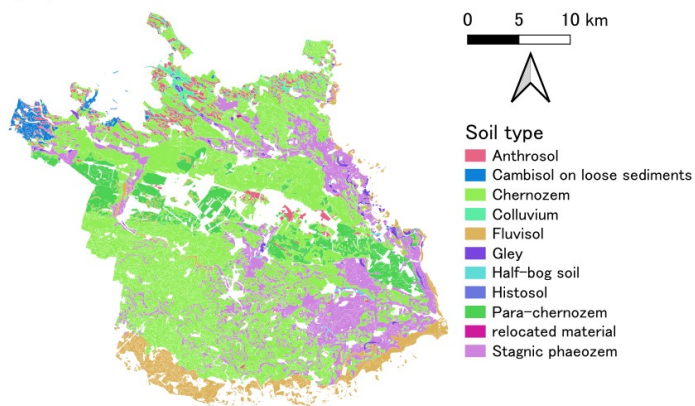 0 5 10 km
Soil type
Anthrosol
Cambisol on loose sediments
Chernozem
Colluvium
Fluvisol
Gley
Half-bog soil
Histosol
Para-chernozem
relocated material
Stagnic phaeozem